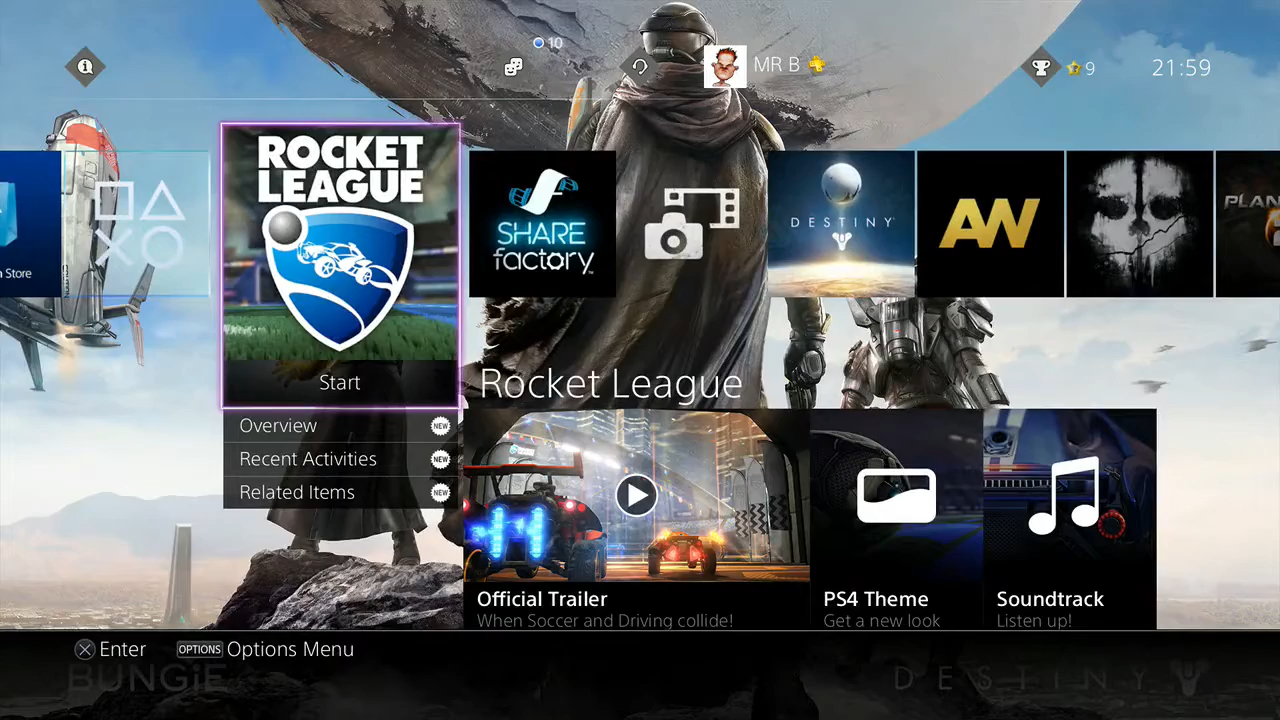 10
MR B
9
21:59
ROCKET
LEAGUE
Store
SHARE
factory
DESTINY
AW
PLAN
Start
Rocket League
Overview
NEW
Recent Activities
NEW
Related Items
NEW
Official Trailer
When Soccer and Driving collide!
PS4 Theme
Get a new look
Soundtrack
Listen up!
Enter
OPTIONS
Options Menu
BUNGiE
DESTINY